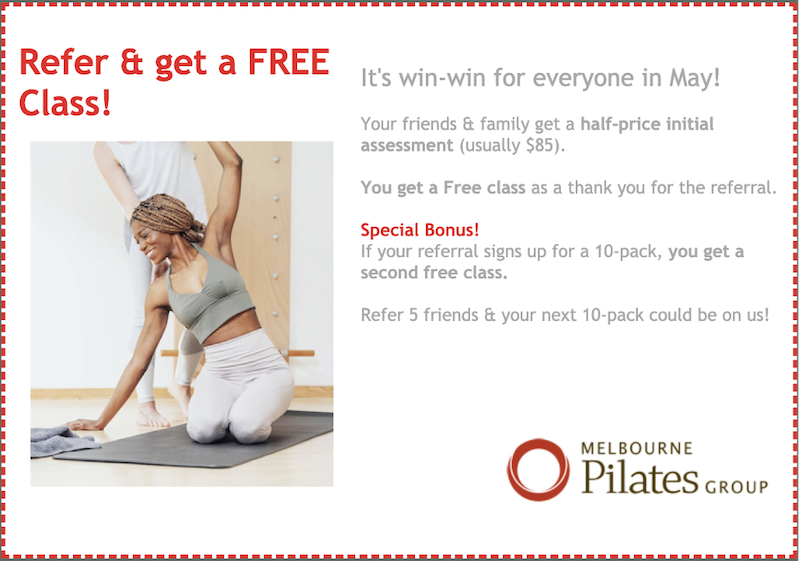 Refer & get a FREE
Class!
It's win-win for everyone in May!
Your friends & family get a half-price initial
assessment (usually $85).
You get a Free class as a thank you for the referral.
Special Bonus!
If your referral signs up for a 10-pack, you get a
second free class.
Refer 5 friends & your next 10-pack could be on us!
MELBOURNE
Pilates GROUP